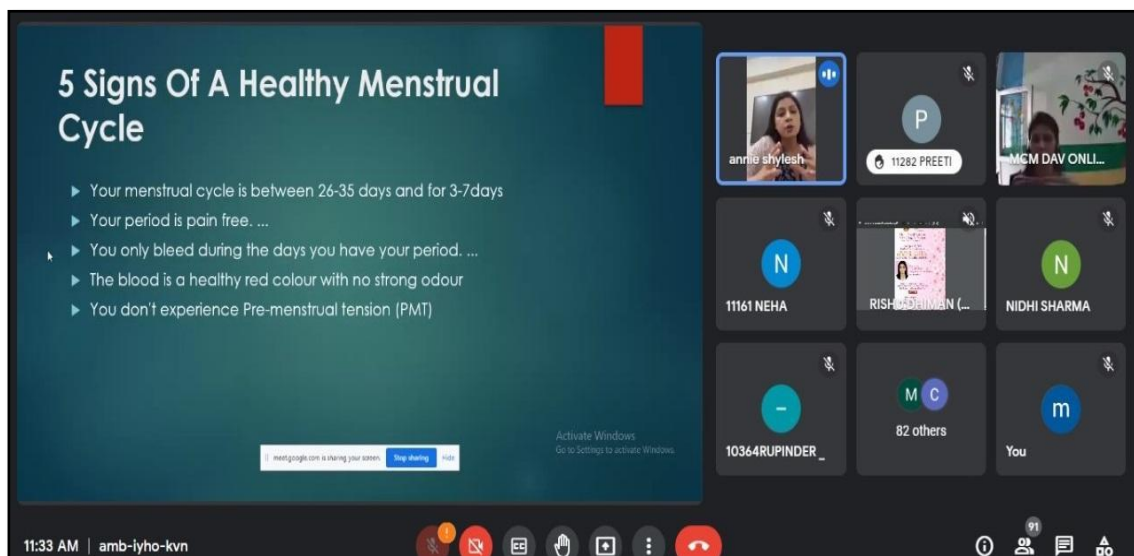 5 Signs Of A Healthy Menstrual
Cycle
Your menstrual cycle is between 26-35 days and for 3-7days
Your period is pain free. ...
You only bleed during the days you have your period. ...
The blood is a healthy red colour with no strong odour
You don't experience Pre-menstrual tension (PMT)
Activate Windows
Go to Settings to activate Windows.
meet.google.com is sharing your screen. Stop sharing Hide
annie shylesh
P
11282 PREETI
MCM DAV ONLI...
N
11161 NEHA
N
NIDHI SHARMA
–
10364RUPINDER _
M C
82 others
m
You
11:33 AM | amb-iyho-kvn
!
CC
91